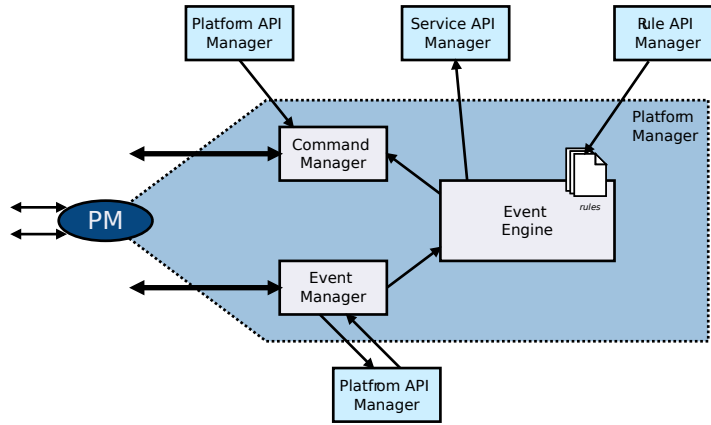 Platform API
Manager
Service API
Manager
Rule API
Manager
Platform
Manager
Command
Manager
rules
PM
Event
Engine
Event
Manager
Platfrom API
Manager